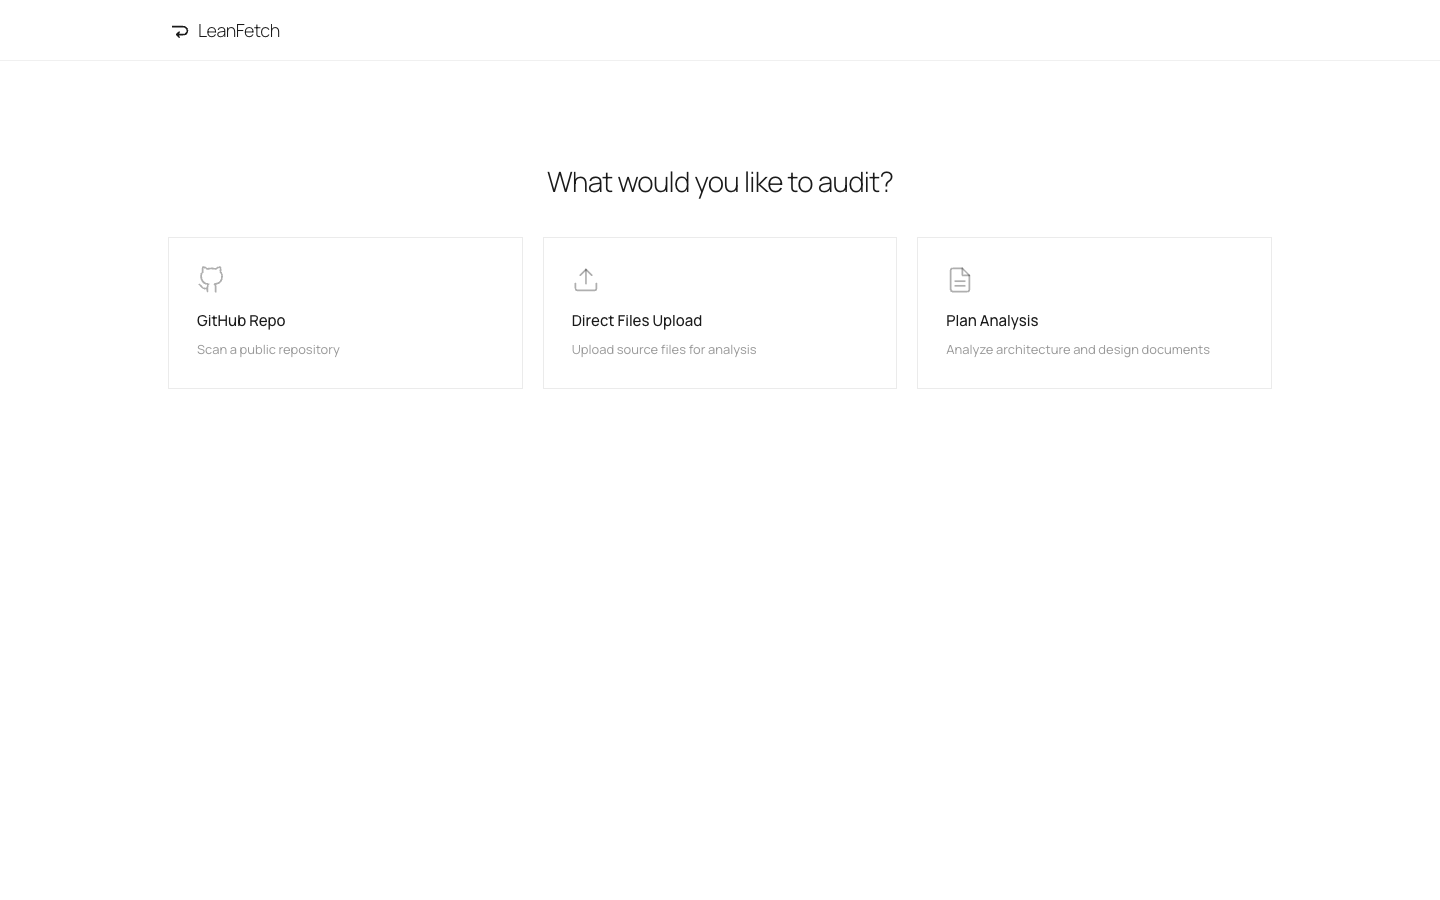 LeanFetch
What would you like to audit?
GitHub Repo
Scan a public repository
Direct Files Upload
Upload source files for analysis
Plan Analysis
Analyze architecture and design documents